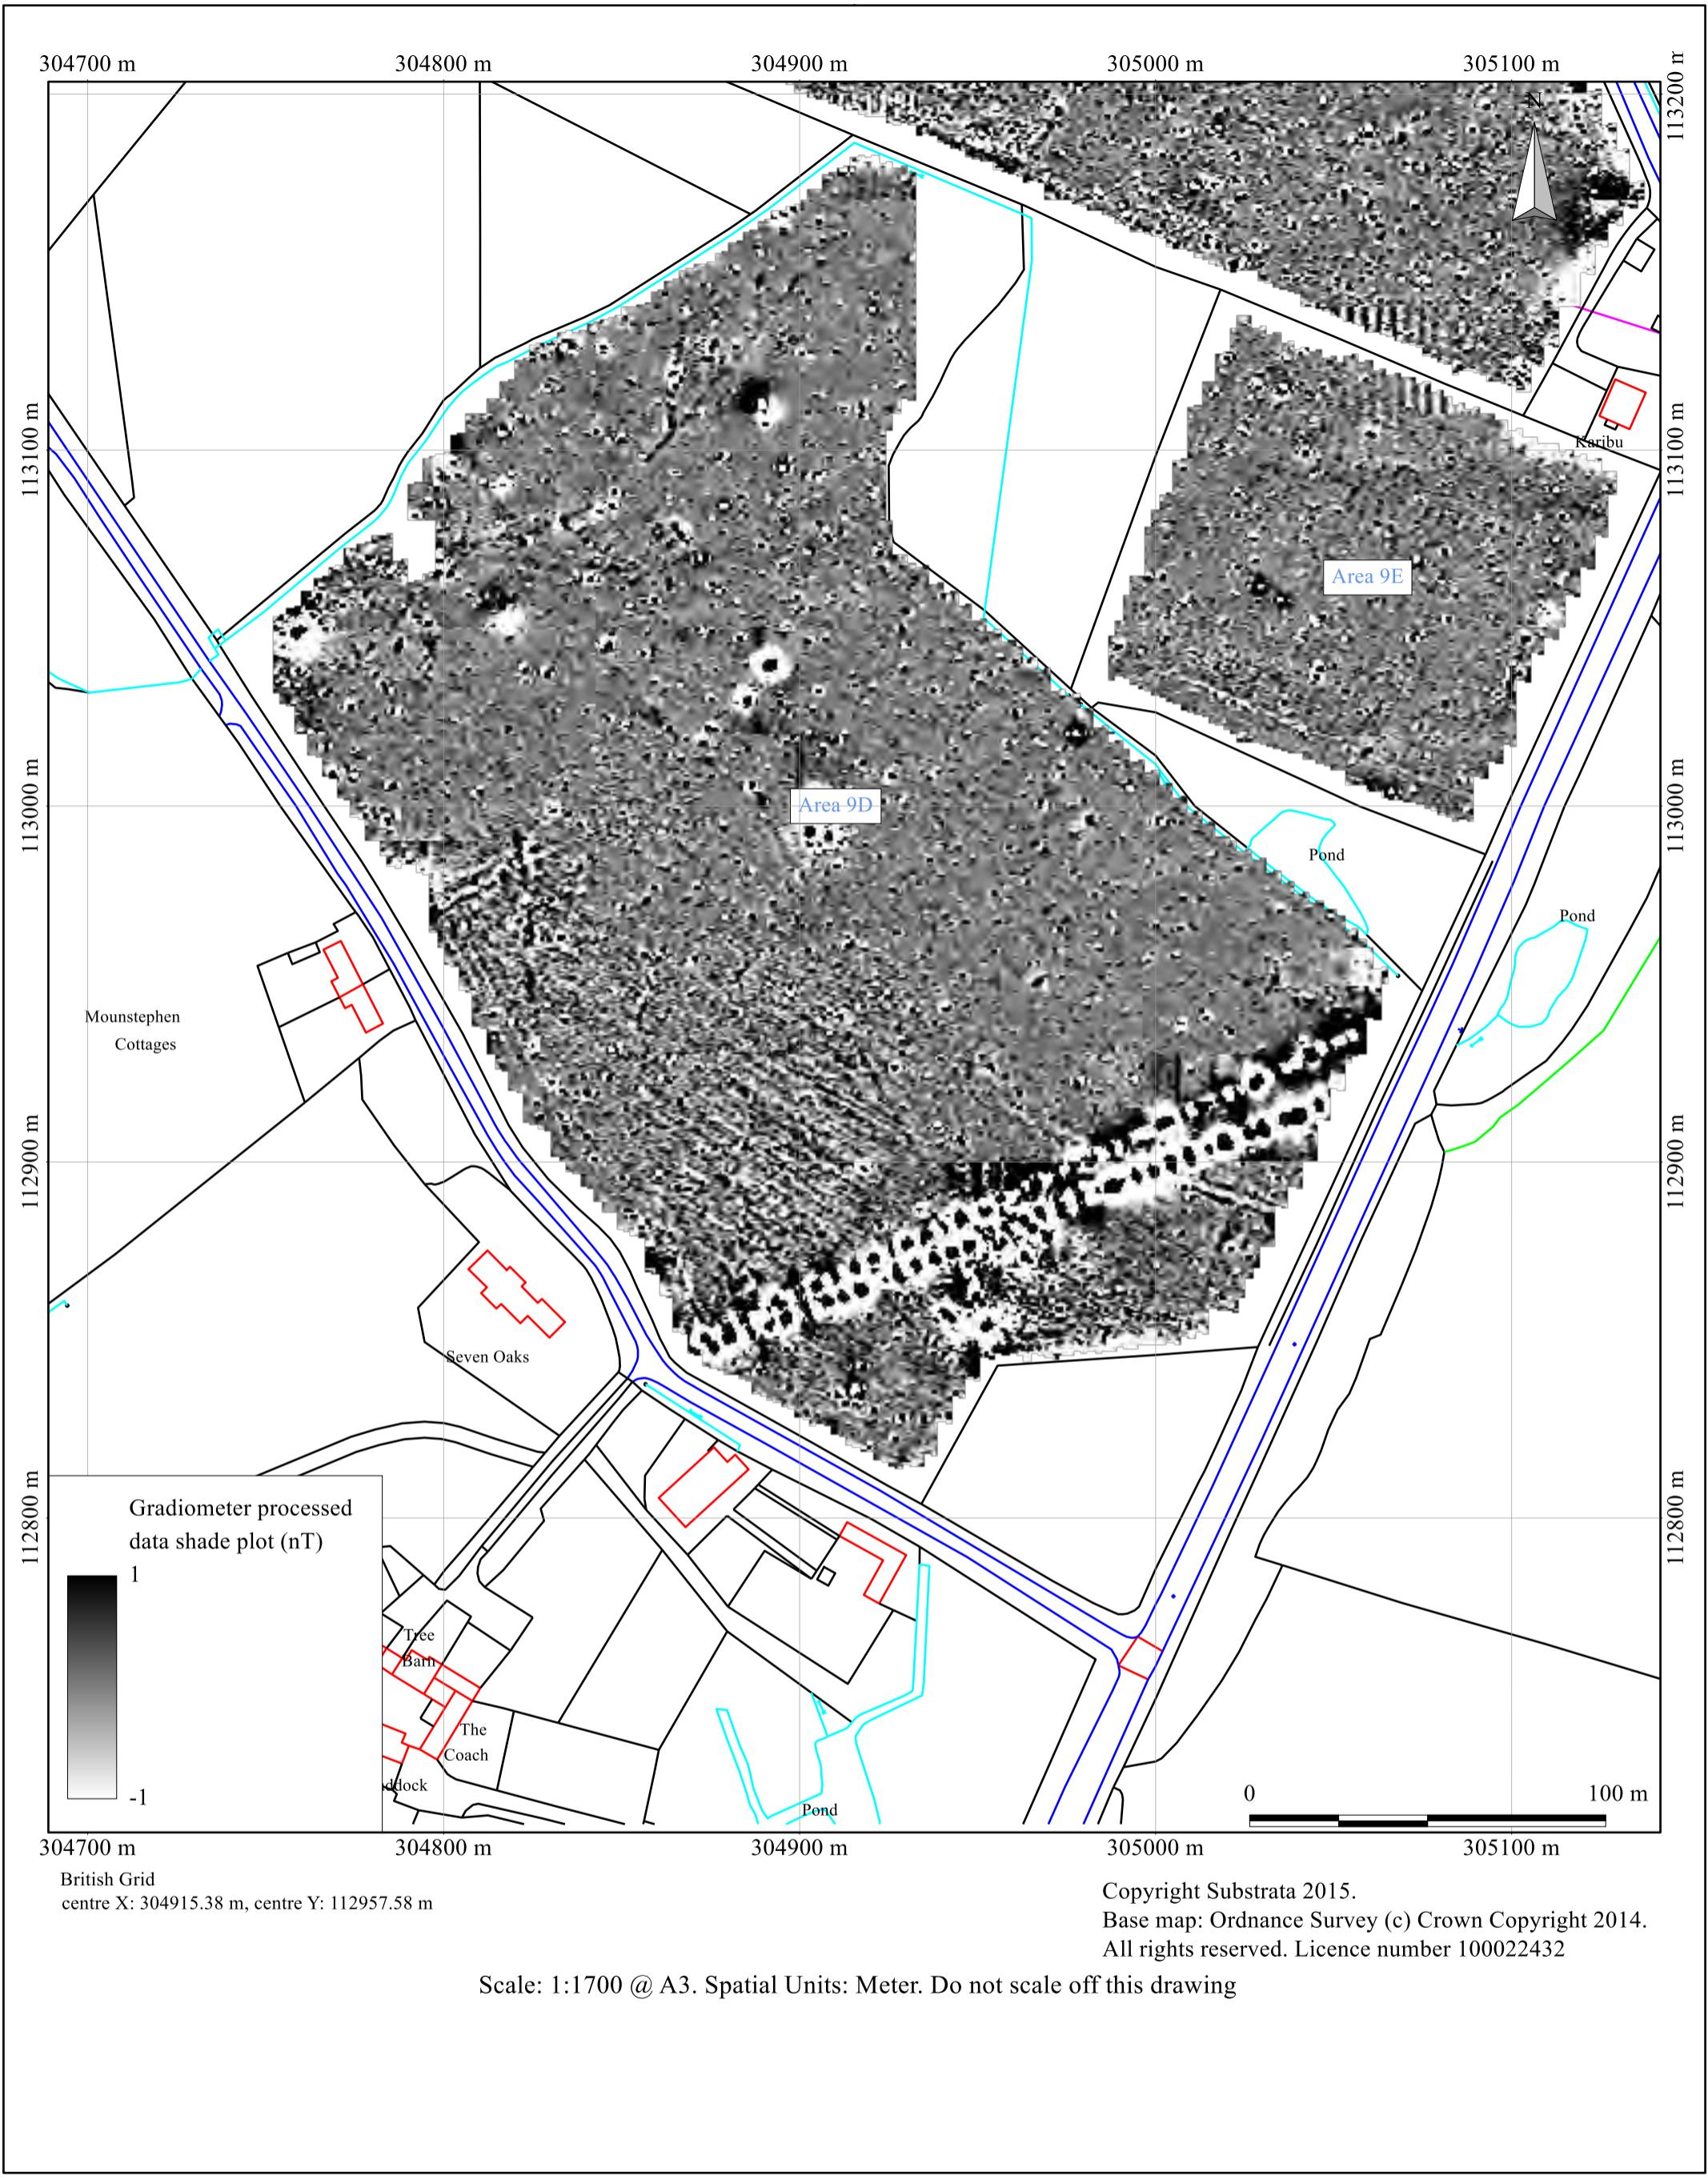 304700 m 304800 m 304900 m 305000 m 305100 m
113200 m
N
113100 m
113100 m
Karibu
Area 9E
113000 m
Area 9D
113000 m
Pond
Pond
Mounstephen
Cottages
112900 m
112900 m
Seven Oaks
112800 m
112800 m
Gradiometer processed
data shade plot (nT)
1
-1
Tree
Barn
The
Coach
ddock
Pond
0 100 m
304700 m 304800 m 304900 m 305000 m 305100 m
British Grid
centre X: 304915.38 m, centre Y: 112957.58 m
Copyright Substrata 2015.
Base map: Ordnance Survey (c) Crown Copyright 2014.
All rights reserved. Licence number 100022432
Scale: 1:1700 @ A3. Spatial Units: Meter. Do not scale off this drawing